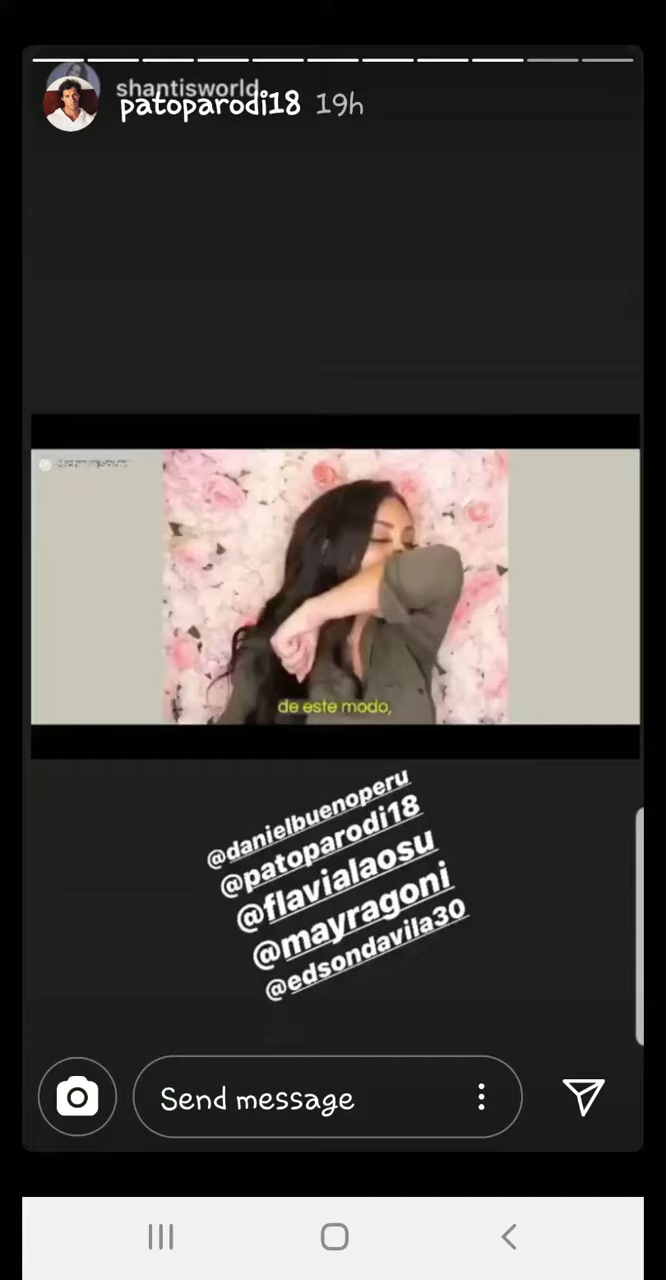 shantisworld
patoparodi18 19h
de este modo,
@danielbuenoperu
@patoparodi18
@flavialaosu
@mayragoni
@edsondavila30
Send message